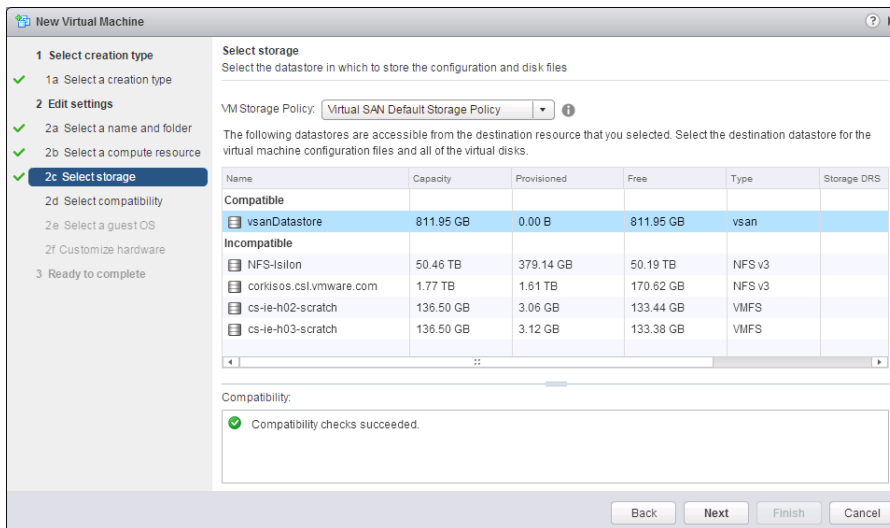 New Virtual Machine
?
1 Select creation type
1a Select a creation type
2 Edit settings
2a Select a name and folder
2b Select a compute resource
2c Select storage
2d Select compatibility
2e Select a guest OS
2f Customize hardware
3 Ready to complete
Select storage
Select the datastore in which to store the configuration and disk files
VM Storage Policy: Virtual SAN Default Storage Policy
The following datastores are accessible from the destination resource that you selected. Select the destination datastore for the
virtual machine configuration files and all of the virtual disks.
Name Capacity Provisioned Free Type Storage DRS
Compatible
vsanDatastore 811.95 GB 0.00 B 811.95 GB vsan
Incompatible
NFS-Isilon 50.46 TB 379.14 GB 50.19 TB NFS v3
corkisos.csl.vmware.com 1.77 TB 1.61 TB 170.62 GB NFS v3
cs-ie-h02-scratch 136.50 GB 3.06 GB 133.44 GB VMFS
cs-ie-h03-scratch 136.50 GB 3.12 GB 133.38 GB VMFS
Compatibility:
Compatibility checks succeeded.
Back Next Finish Cancel